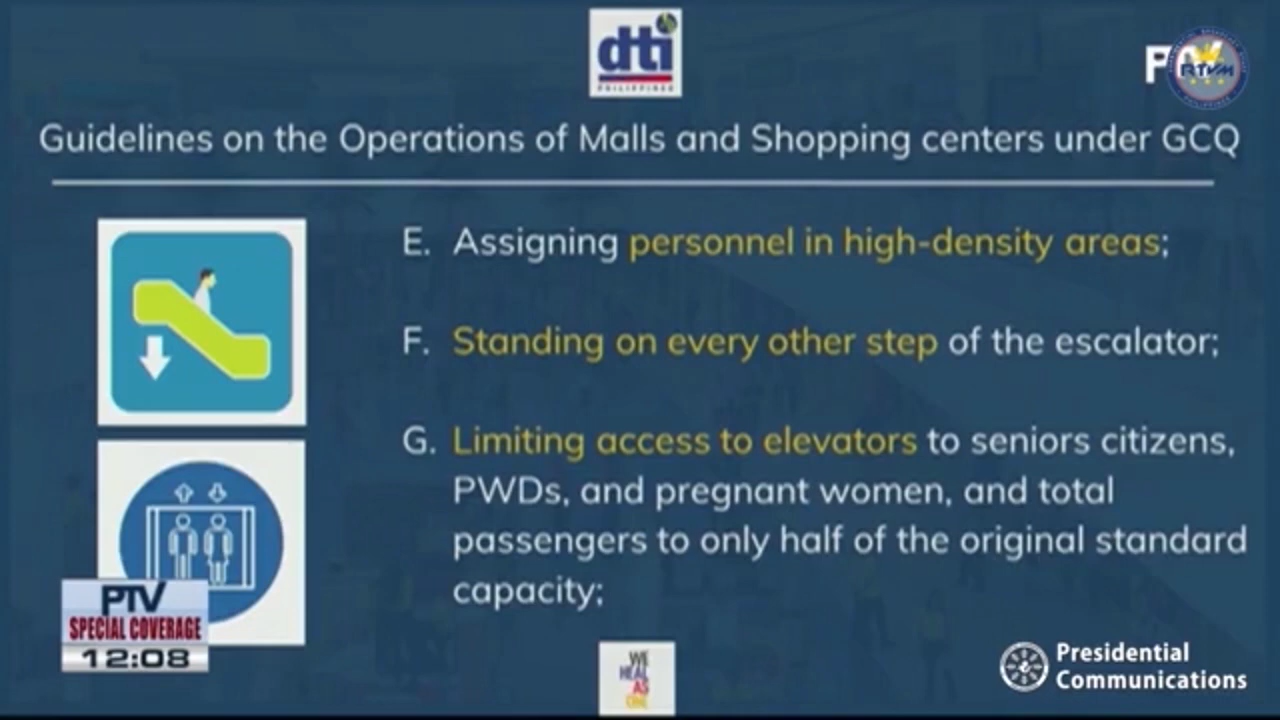 dti
PHILIPPINES
RTVM
Guidelines on the Operations of Malls and Shopping centers under GCQ
E. Assigning personnel in high-density areas;
F. Standing on every other step of the escalator;
G. Limiting access to elevators to seniors citizens,
PWDs, and pregnant women, and total
passengers to only half of the original standard
capacity;
PTV
SPECIAL COVERAGE
12:08
WE
HEAL
AS
ONE
Presidential
Communications